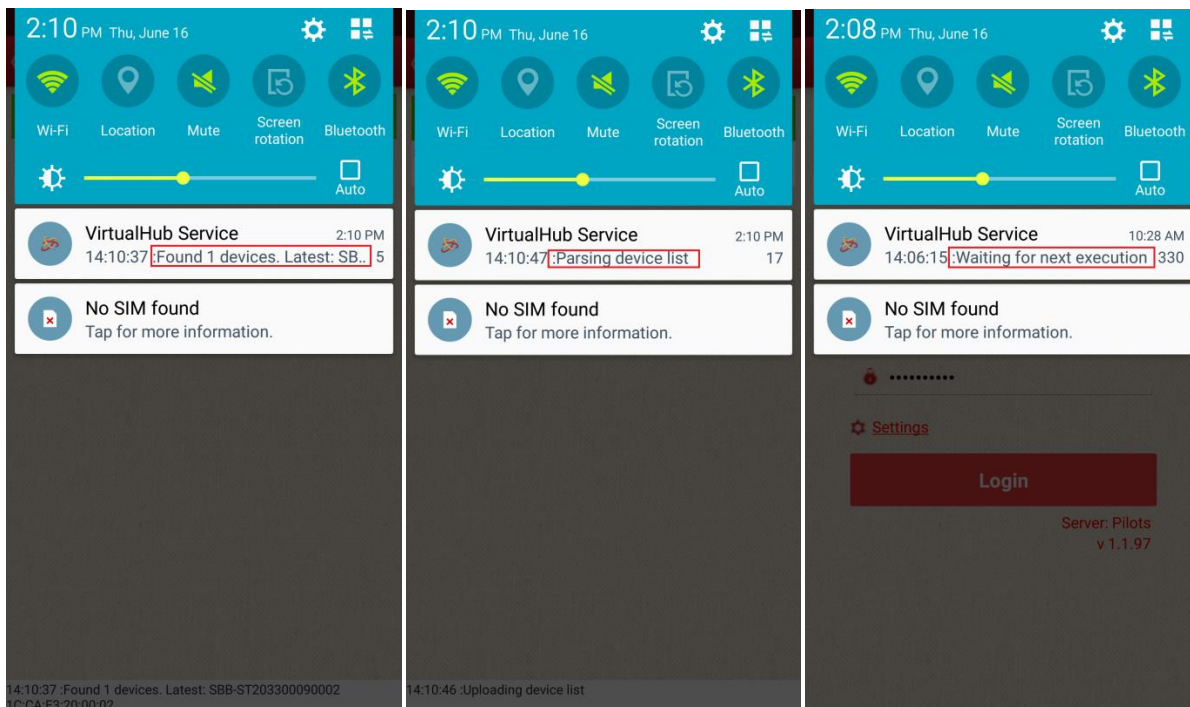 2:10 PM Thu, June 16
Wi-Fi Location Mute Screen rotation Bluetooth
Auto
VirtualHub Service 2:10 PM
14:10:37 :Found 1 devices. Latest: SB.. 5
No SIM found
Tap for more information.
14:10:37 :Found 1 devices. Latest: SBB-ST203300090002
1C:CA:E3:20:00:02
2:10 PM Thu, June 16
Wi-Fi Location Mute Screen rotation Bluetooth
Auto
VirtualHub Service 2:10 PM
14:10:47 :Parsing device list 17
No SIM found
Tap for more information.
14:10:46 :Uploading device list
2:08 PM Thu, June 16
Wi-Fi Location Mute Screen rotation Bluetooth
Auto
VirtualHub Service 10:28 AM
14:06:15 :Waiting for next execution 330
No SIM found
Tap for more information.
Settings
Login
Server: Pilots
v 1.1.97